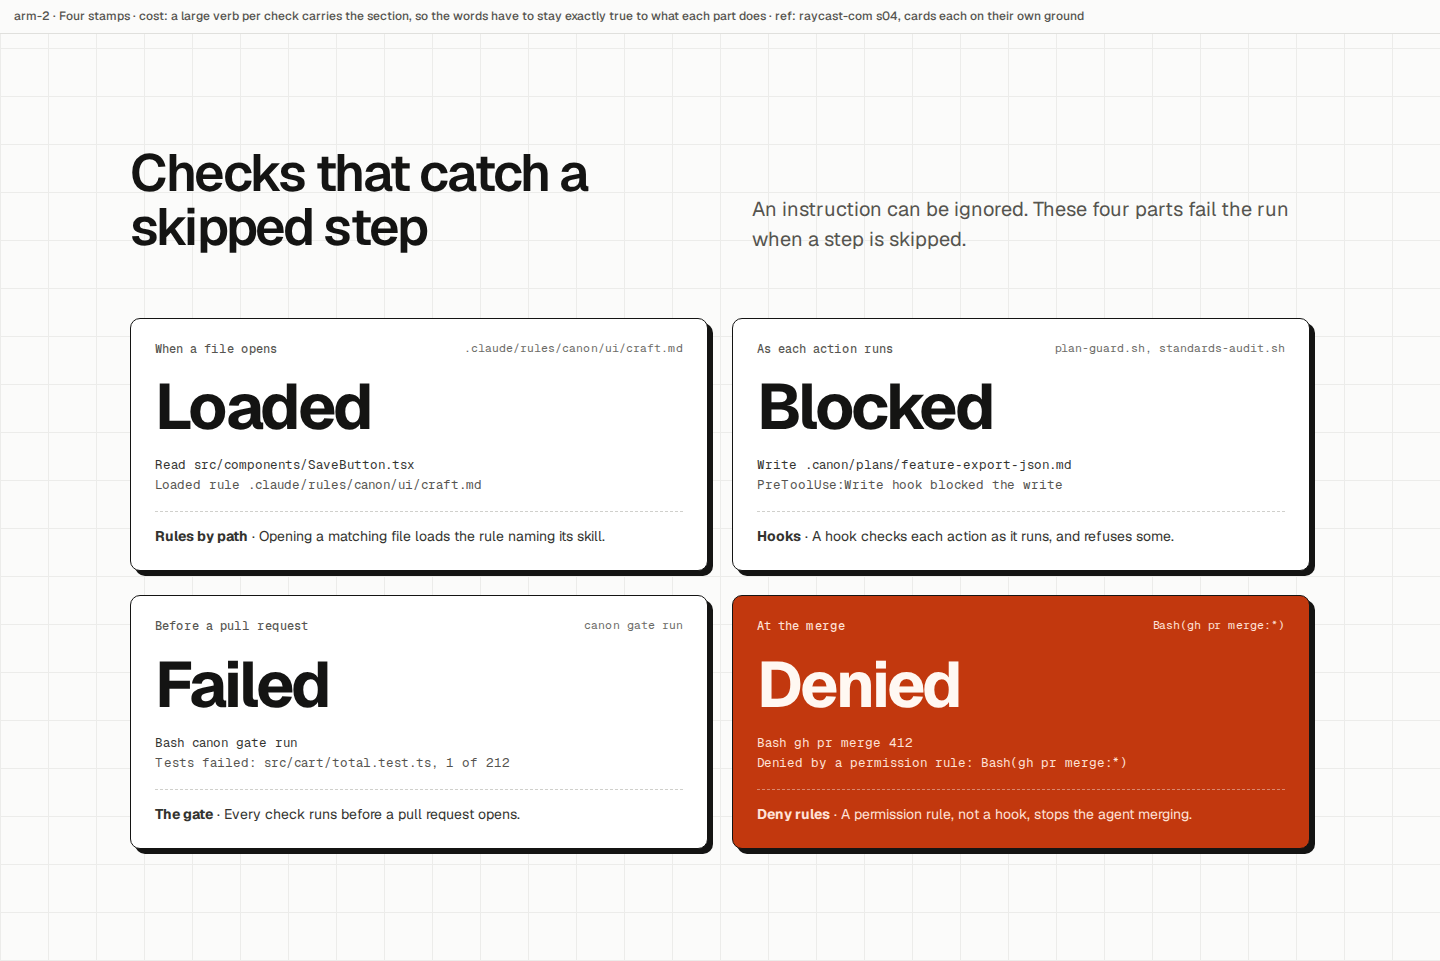 arm-2 · Four stamps · cost: a large verb per check carries the section, so the words have to stay exactly true to what each part does · ref: raycast-com s04, cards each on their own ground
Checks that catch a
skipped step
An instruction can be ignored. These four parts fail the run
when a step is skipped.
When a file opens .claude/rules/canon/ui/craft.md
Loaded
Read src/components/SaveButton.tsx
Loaded rule .claude/rules/canon/ui/craft.md
Rules by path · Opening a matching file loads the rule naming its skill.
As each action runs plan-guard.sh, standards-audit.sh
Blocked
Write .canon/plans/feature-export-json.md
PreToolUse:Write hook blocked the write
Hooks · A hook checks each action as it runs, and refuses some.
Before a pull request canon gate run
Failed
Bash canon gate run
Tests failed: src/cart/total.test.ts, 1 of 212
The gate · Every check runs before a pull request opens.
At the merge Bash(gh pr merge:*)
Denied
Bash gh pr merge 412
Denied by a permission rule: Bash(gh pr merge:*)
Deny rules · A permission rule, not a hook, stops the agent merging.